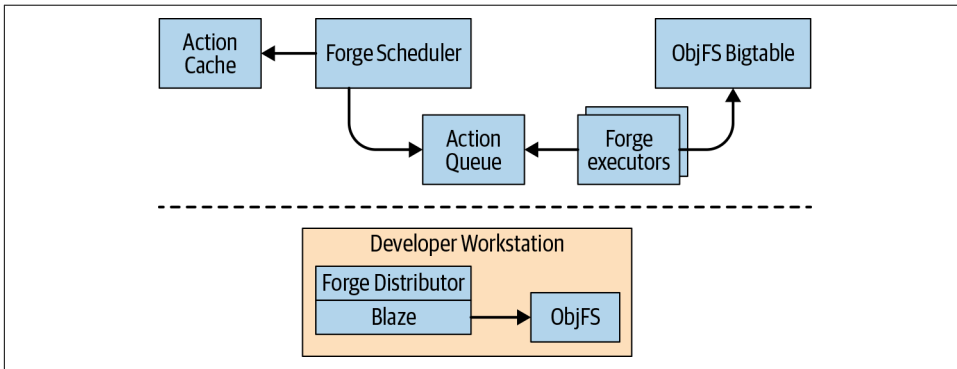 Action
Cache
Forge Scheduler
ObjFS Bigtable
Action
Queue
Forge
executors
Developer Workstation
Forge Distributor
Blaze
ObjFS